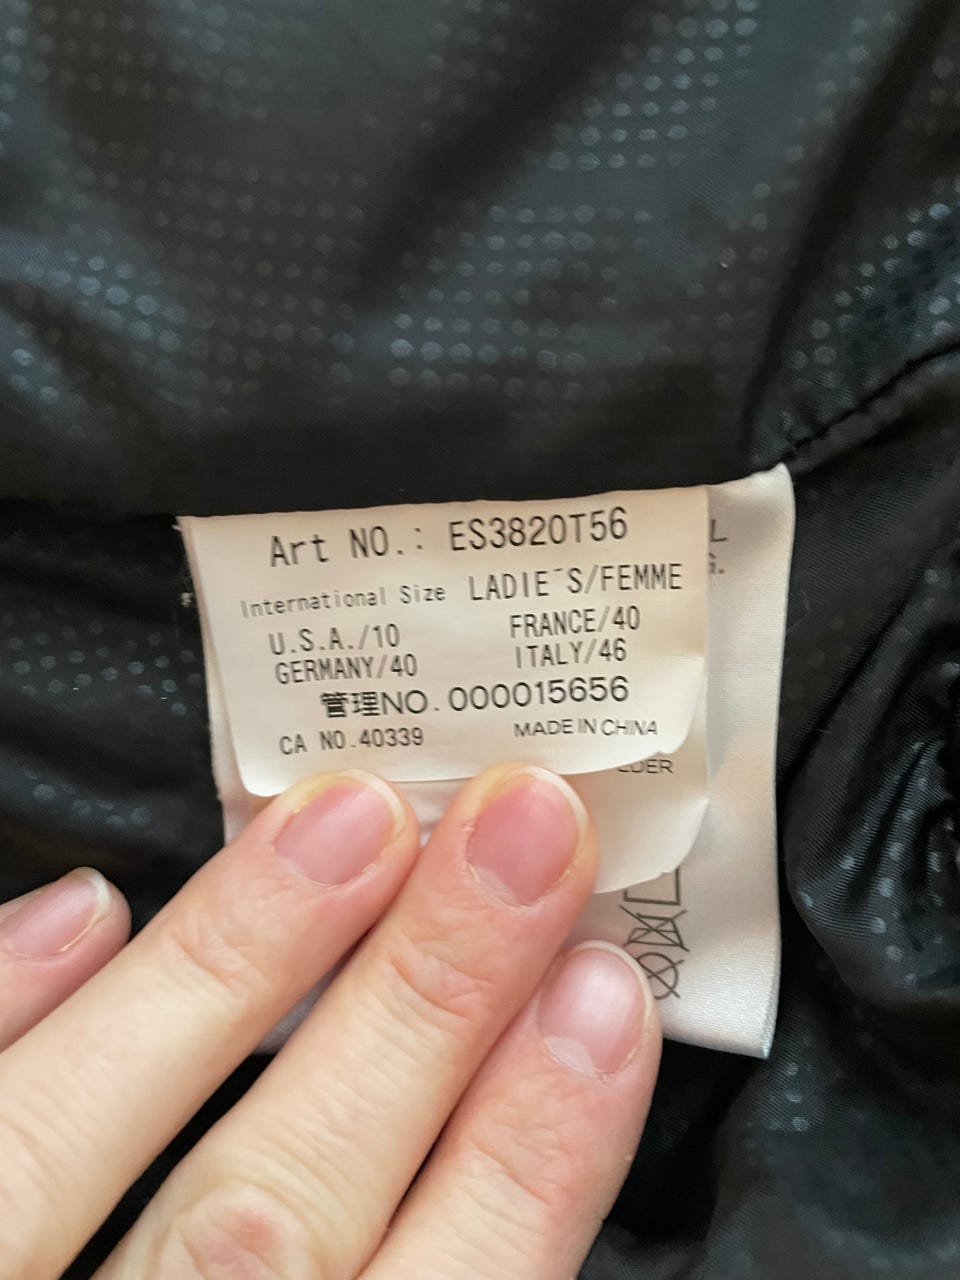 Art NO.: ES3820T56
International Size LADIE´S/FEMME
U.S.A./10 FRANCE/40
GERMANY/40 ITALY/46
管理NO.000015656
CA NO.40339 MADE IN CHINA